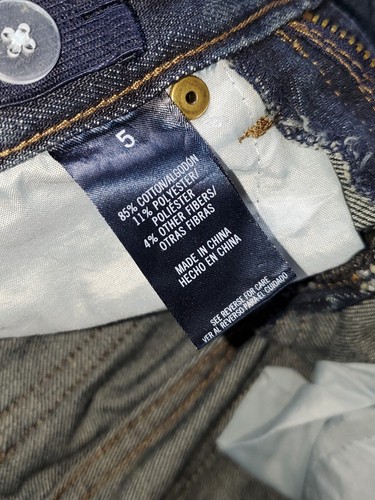 5
85% COTTON/ALGODÓN
11% POLYESTER/
POLIÉSTER
4% OTHER FIBERS/
OTRAS FIBRAS
MADE IN CHINA
HECHO EN CHINA
SEE REVERSE FOR CARE
VER AL REVERSO PARA EL CUIDADO